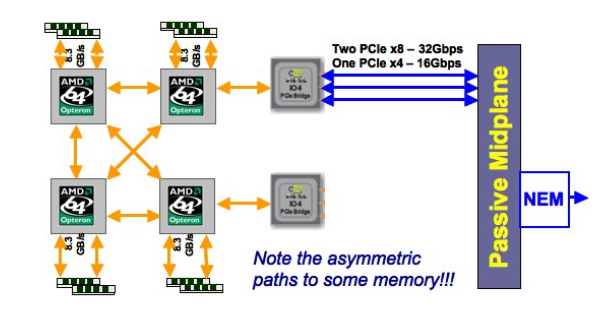 8.3
GB/s
8.3
GB/s
AMD
64
Opteron
AMD
64
Opteron
IO4
PCIe Bridge
Two PCIe x8 – 32Gbps
One PCIe x4 – 16Gbps
Passive Midplane
NEM
AMD
64
Opteron
AMD
64
Opteron
IO4
PCIe Bridge
8.3
GB/s
8.3
GB/s
Note the asymmetric
paths to some memory!!!